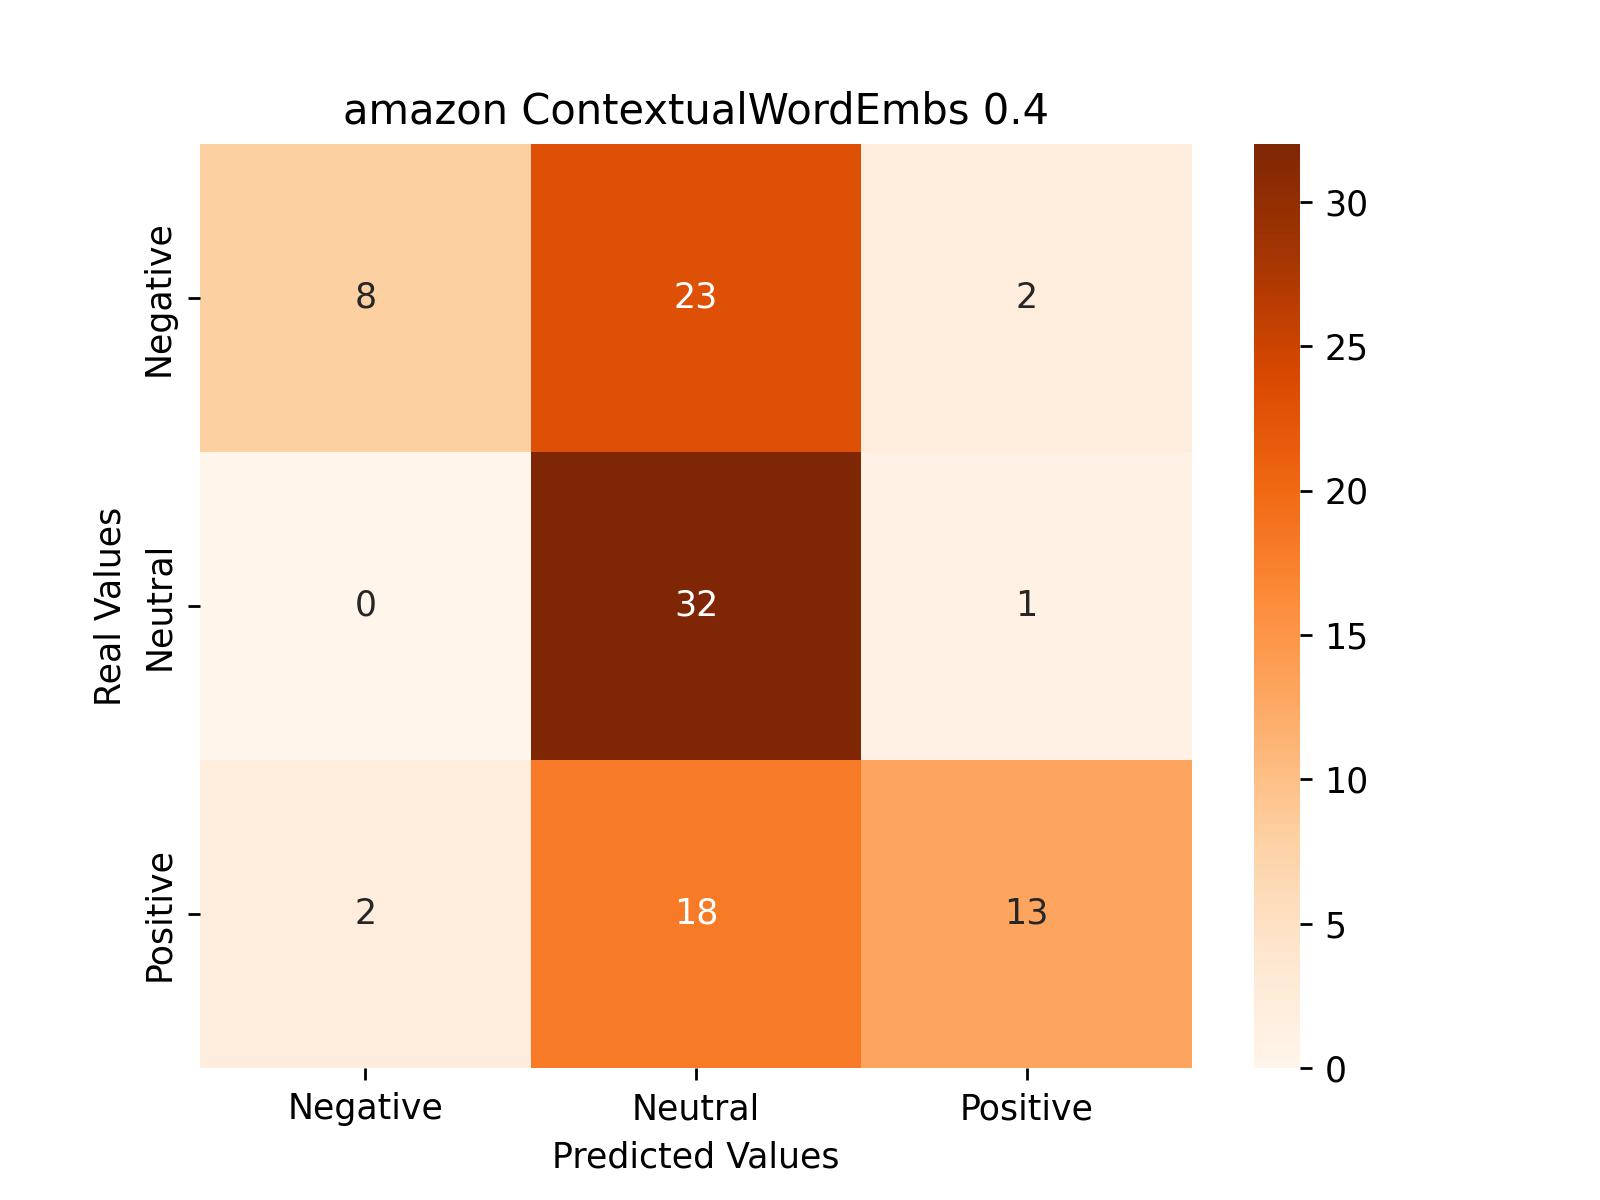 amazon ContextualWordEmbs 0.4
Real Values
Negative
8
23
2
Neutral
0
32
1
Positive
2
18
13
Negative
Neutral
Positive
Predicted Values
30
25
20
15
10
5
0